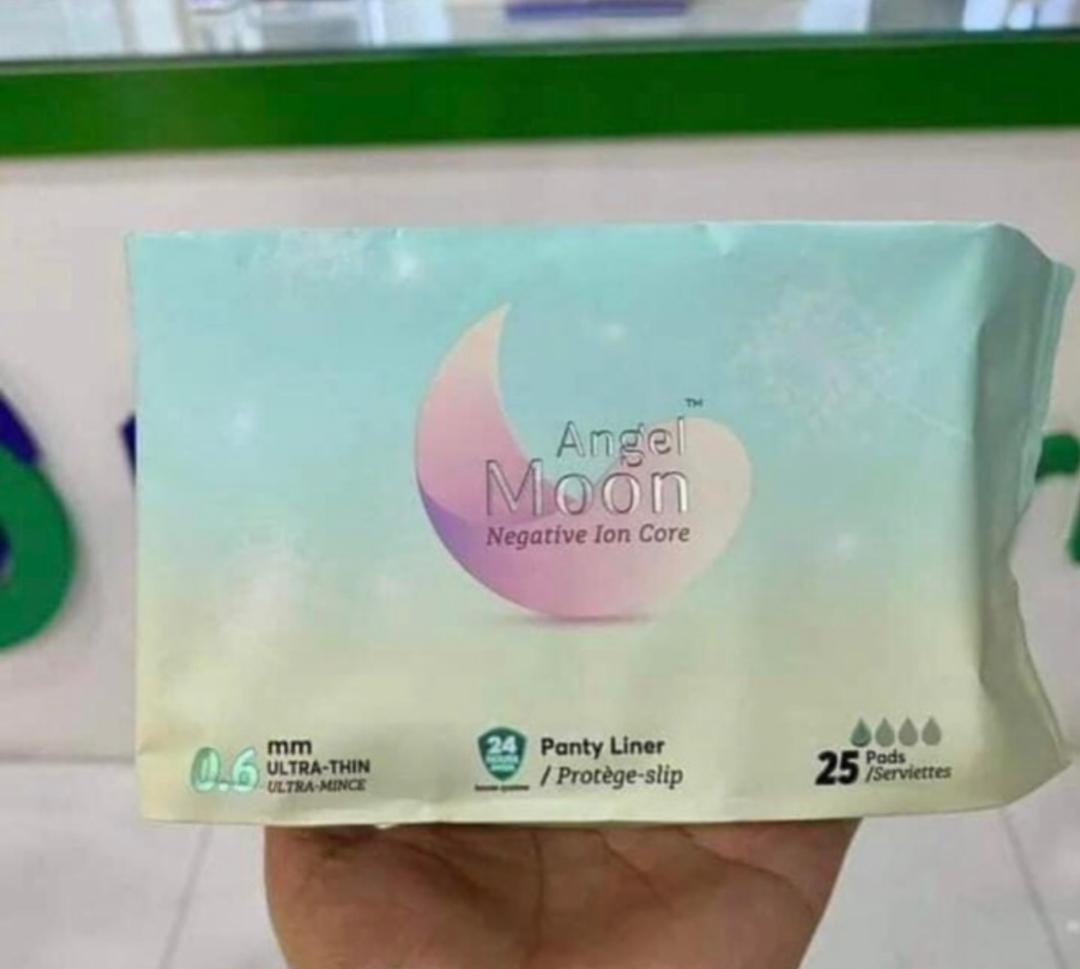 Angel ™
Moon
Negative Ion Core
0.6 mm
ULTRA-THIN
ULTRA-MINCE
24
HOURS
Panty Liner
/ Protège-slip
25 Pads
/Serviettes